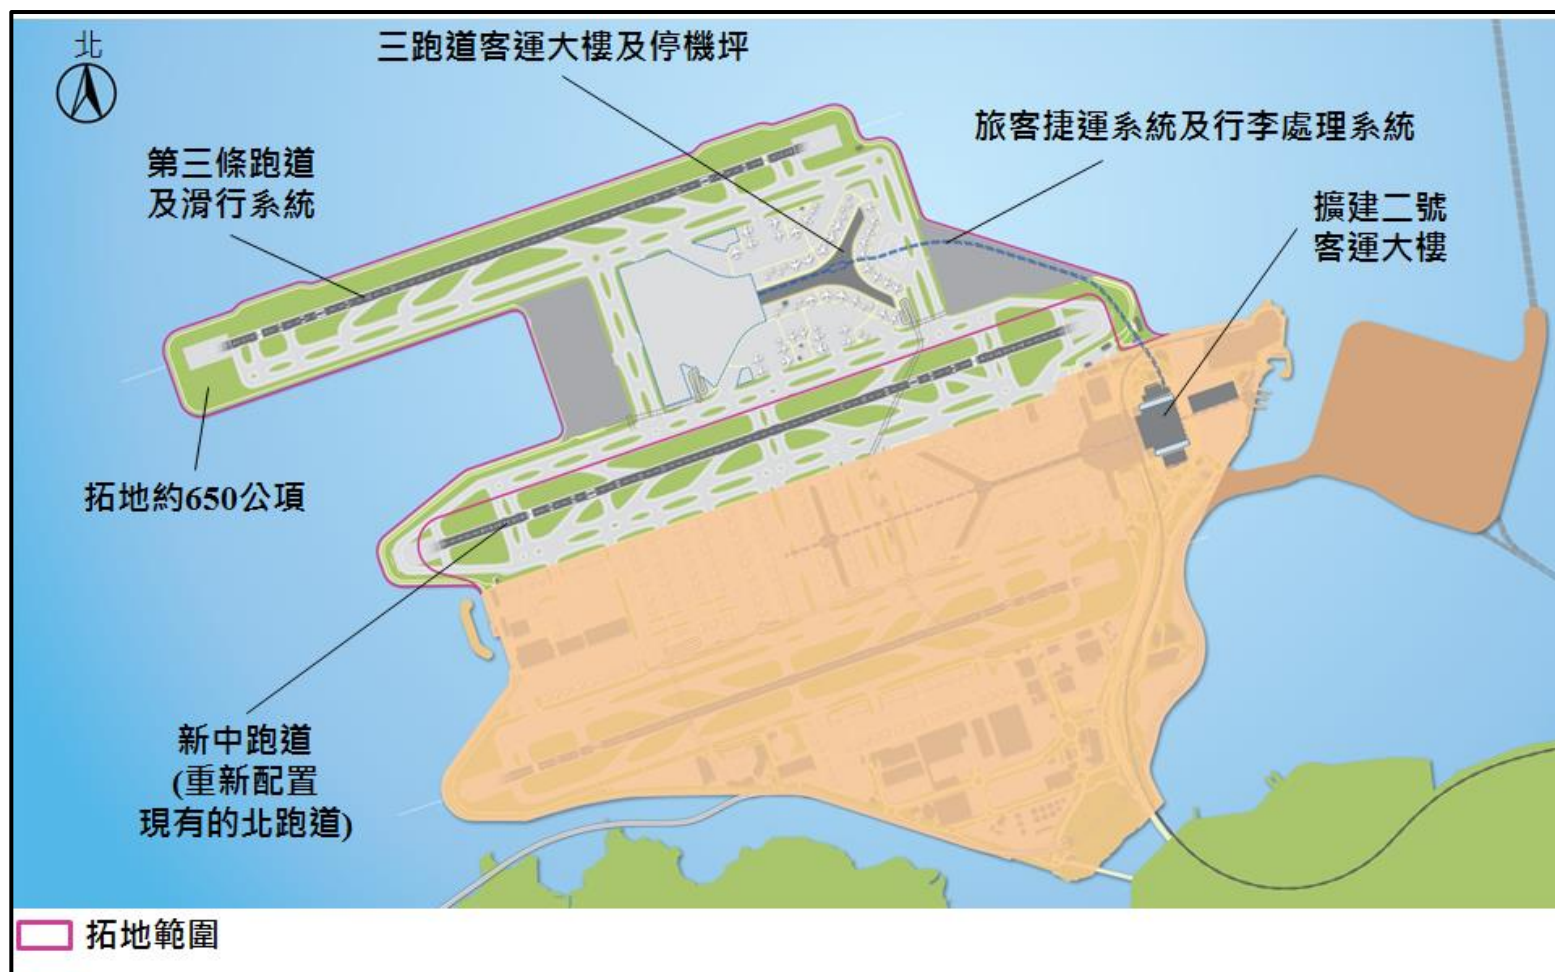 北
三跑道客運大樓及停機坪
旅客捷運系統及行李處理系統
第三條跑道
及滑行系統
擴建二號
客運大樓
拓地約650公頃
新中跑道
(重新配置
現有的北跑道)
拓地範圍